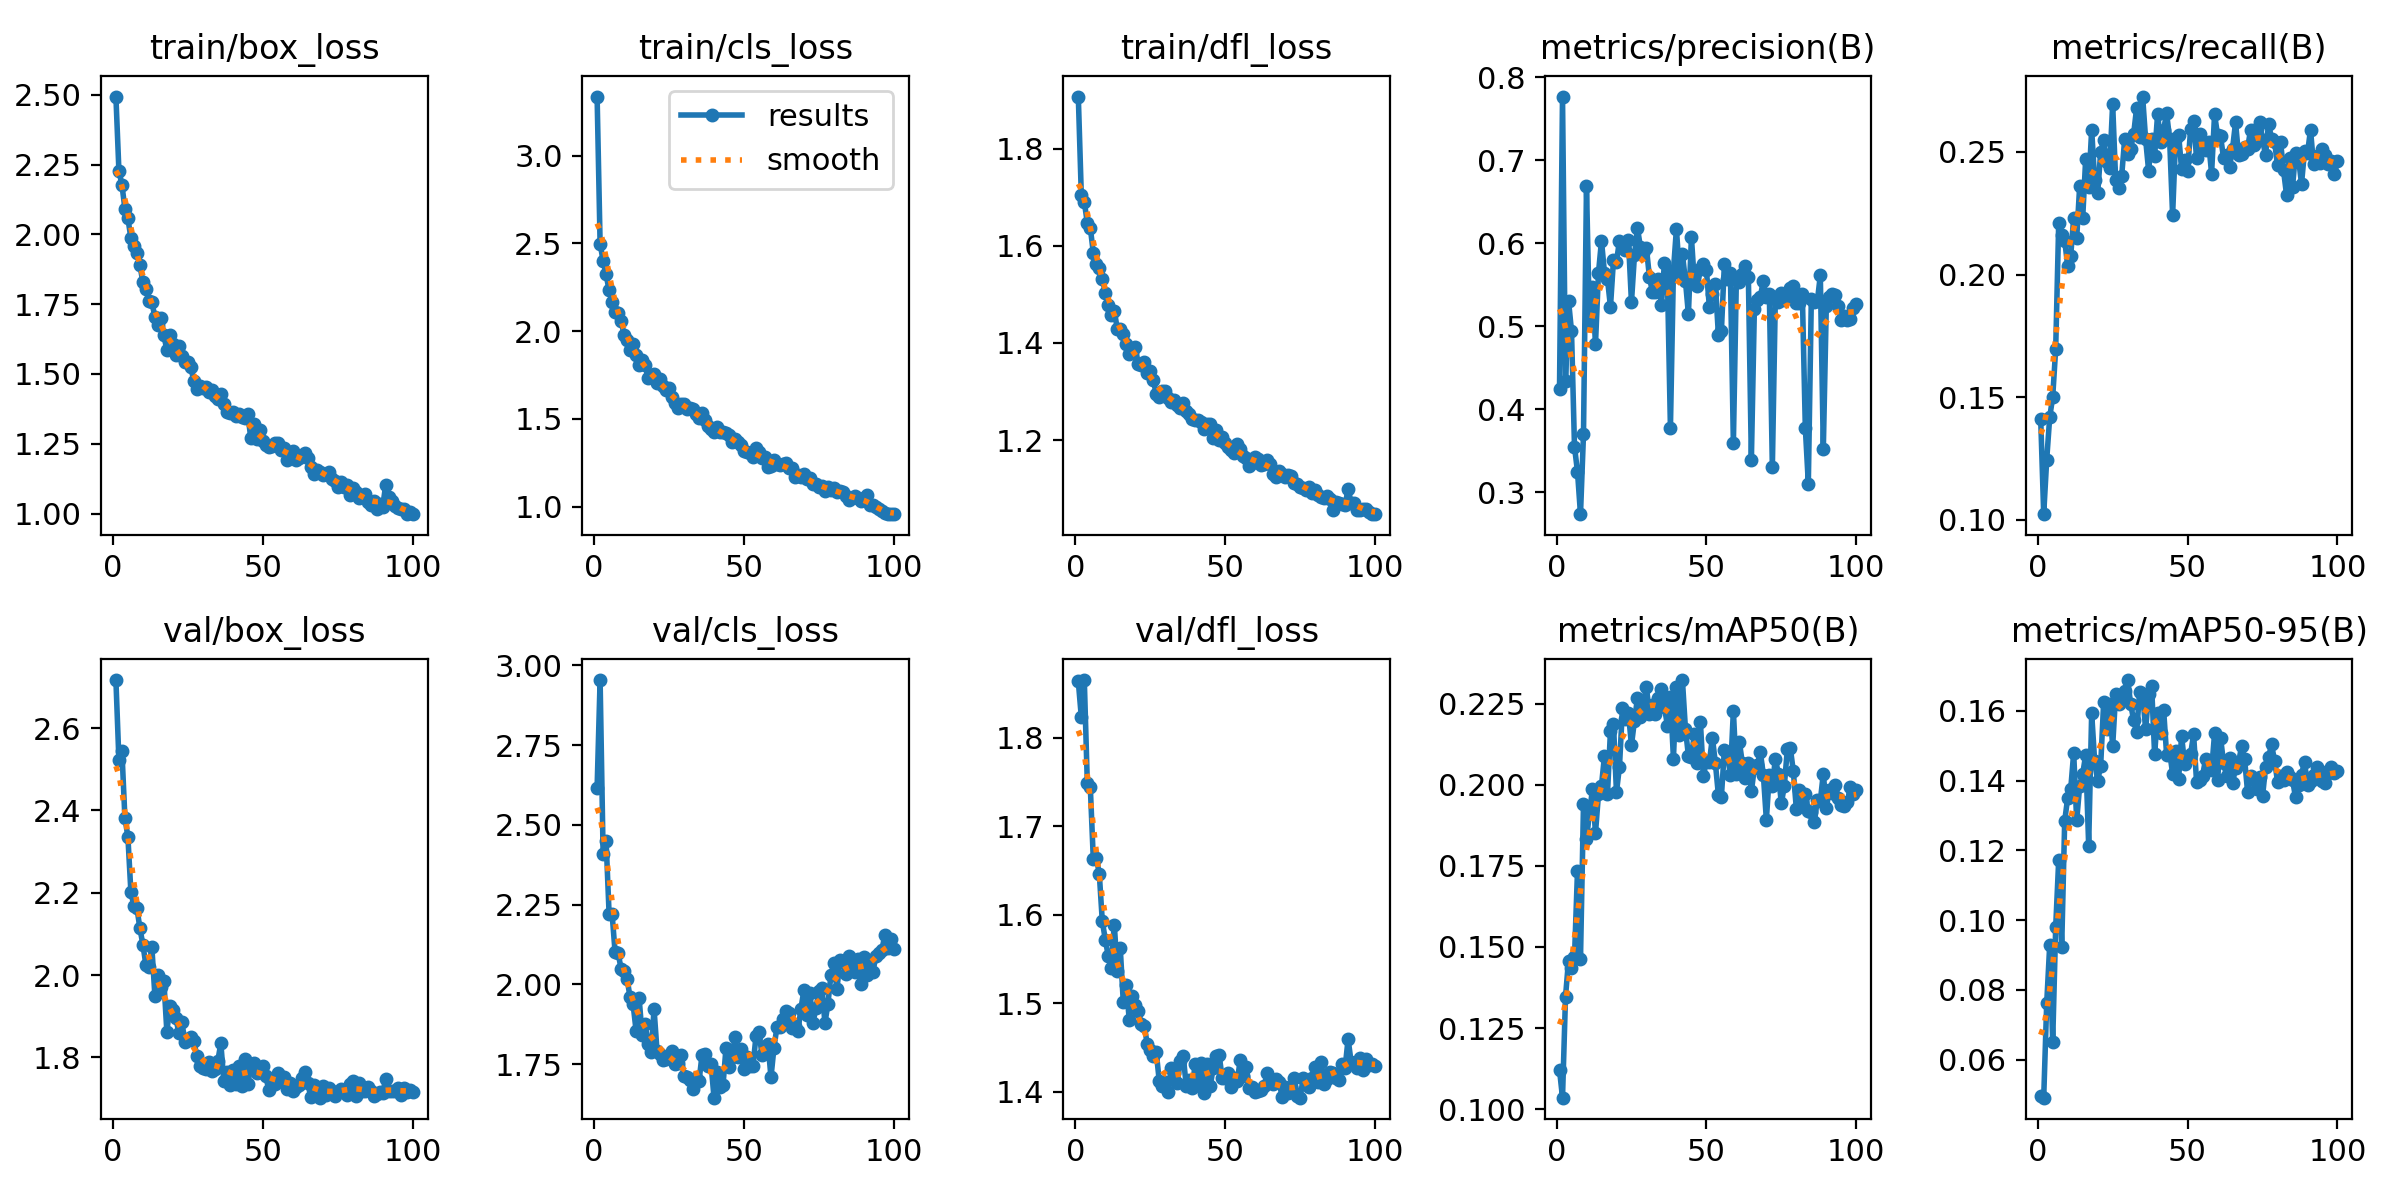 train/box_loss
2.50
2.25
2.00
1.75
1.50
1.25
1.00
0 50 100
train/cls_loss
results
smooth
3.0
2.5
2.0
1.5
1.0
0 50 100
train/dfl_loss
1.8
1.6
1.4
1.2
0 50 100
metrics/precision(B)
0.8
0.7
0.6
0.5
0.4
0.3
0 50 100
metrics/recall(B)
0.25
0.20
0.15
0.10
0 50 100
val/box_loss
2.6
2.4
2.2
2.0
1.8
0 50 100
val/cls_loss
3.00
2.75
2.50
2.25
2.00
1.75
0 50 100
val/dfl_loss
1.8
1.7
1.6
1.5
1.4
0 50 100
metrics/mAP50(B)
0.225
0.200
0.175
0.150
0.125
0.100
0 50 100
metrics/mAP50-95(B)
0.16
0.14
0.12
0.10
0.08
0.06
0 50 100